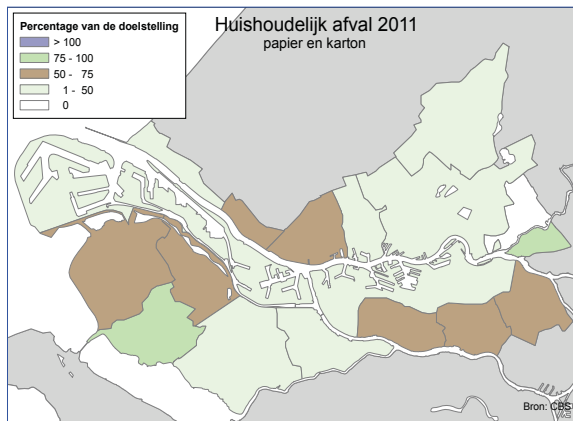 Huishoudelijk afval 2011
papier en karton
Percentage van de doelstelling
> 100
75 - 100
50 - 75
1 - 50
0
Bron: CBS